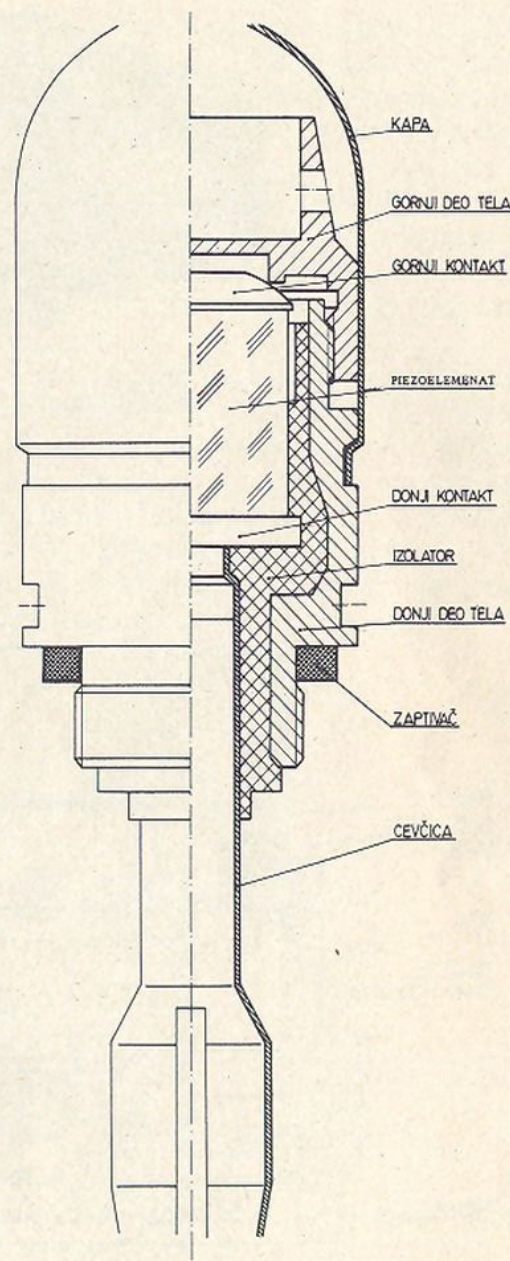 KAPA
GORNJI DEO TELA
GORNJI KONTAKT
PIEZOELEMENAT
DONJI KONTAKT
IZOLATOR
DONJI DEO TELA
ZAPTIVAČ
CEVČICA